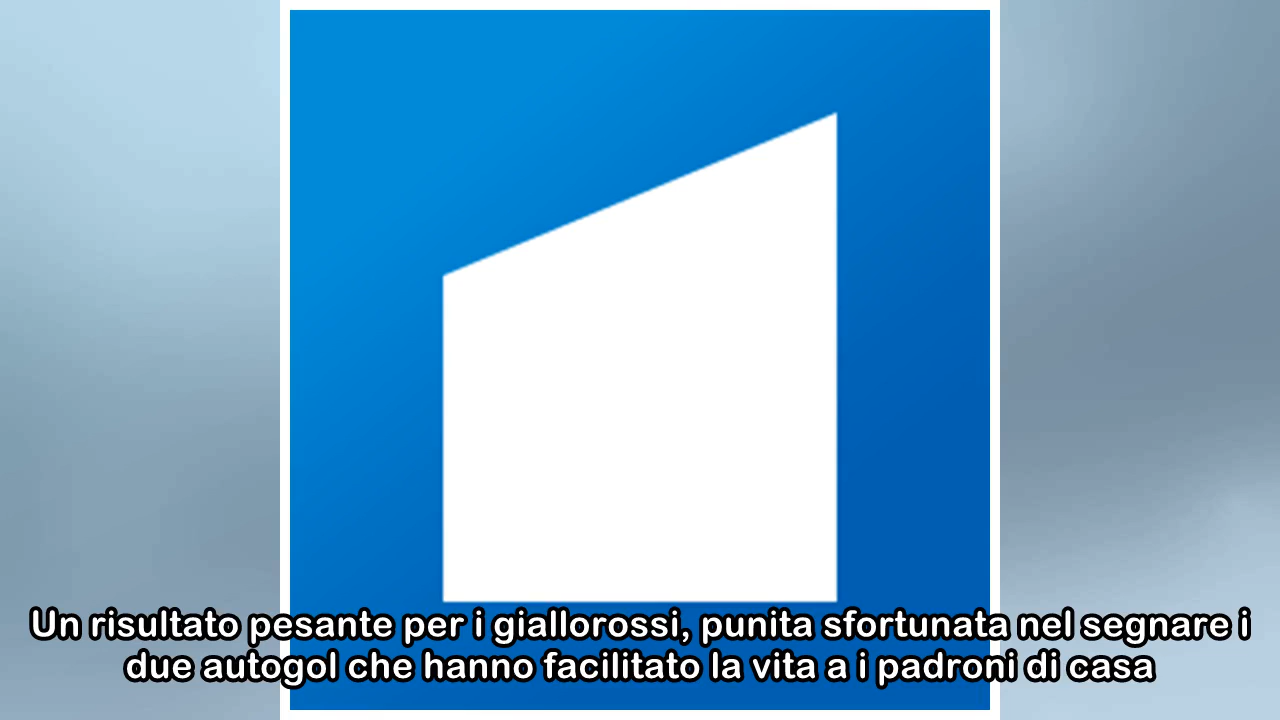 Un risultato pesante per i giallorossi, punita sfortunata nel segnare i
due autogol che hanno facilitato la vita a i padroni di casa